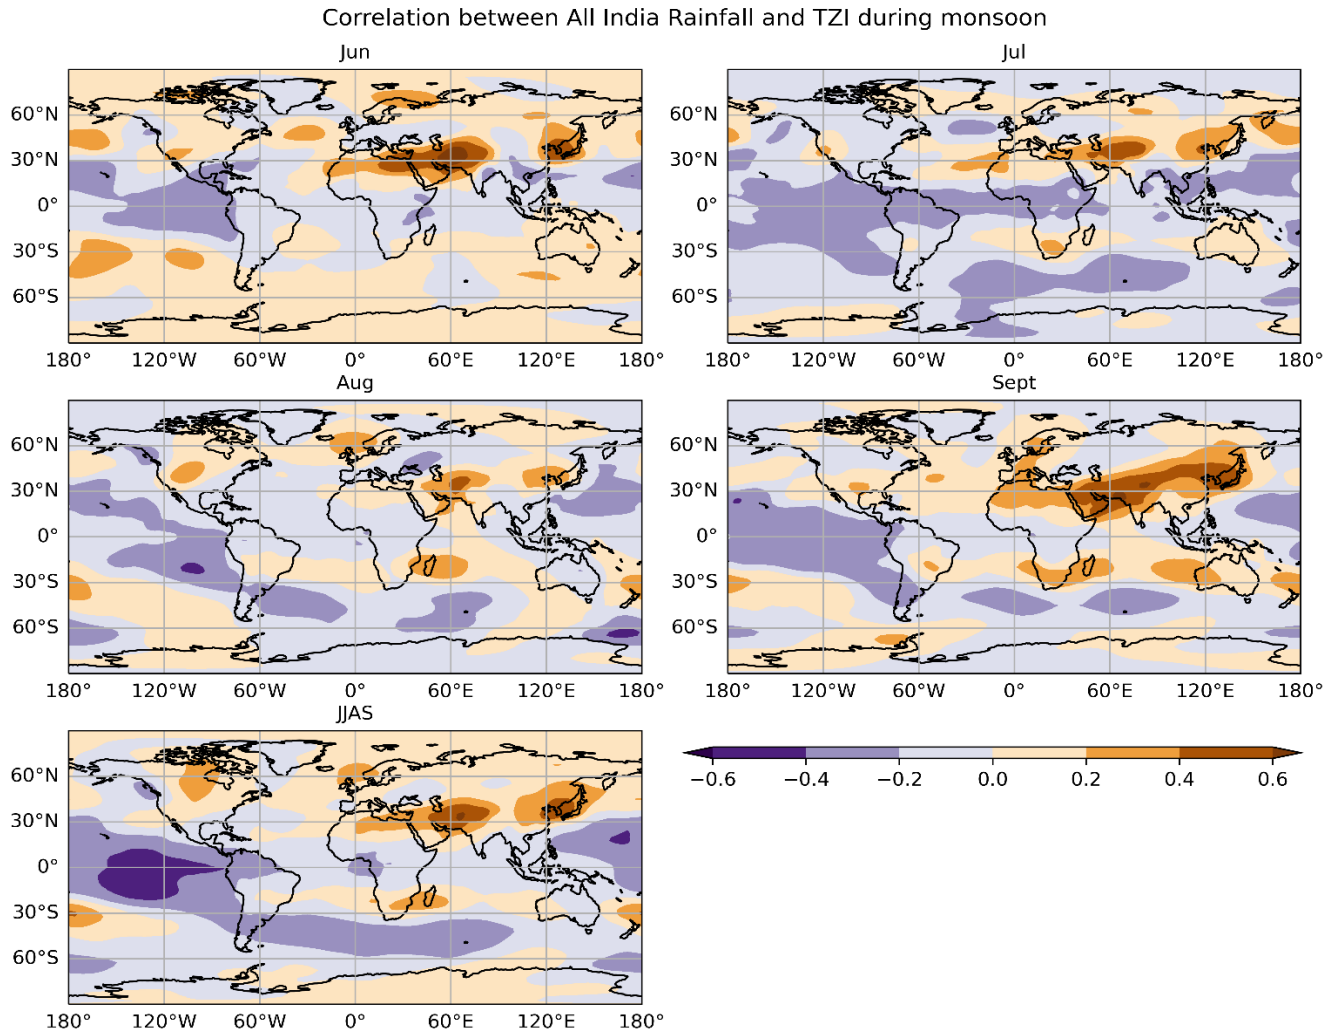 Correlation between All India Rainfall and TZI during monsoon
Jun
Jul
60°N
30°N
0°
30°S
60°S
180°
120°W
60°W
0°
60°E
120°E
180°
60°N
30°N
0°
30°S
60°S
180°
120°W
60°W
0°
60°E
120°E
180°
Aug
Sept
60°N
30°N
0°
30°S
60°S
180°
120°W
60°W
0°
60°E
120°E
180°
60°N
30°N
0°
30°S
60°S
180°
120°W
60°W
0°
60°E
120°E
180°
JJAS
60°N
30°N
0°
30°S
60°S
180°
120°W
60°W
0°
60°E
120°E
180°
−0.6
−0.4
−0.2
0.0
0.2
0.4
0.6